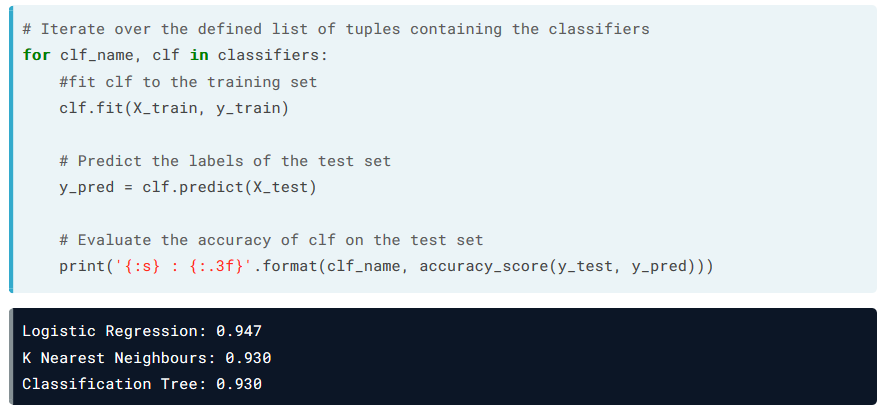 # Iterate over the defined list of tuples containing the classifiers
for clf_name, clf in classifiers:
    #fit clf to the training set
    clf.fit(X_train, y_train)

    # Predict the labels of the test set
    y_pred = clf.predict(X_test)

    # Evaluate the accuracy of clf on the test set
    print('{:s} : {:.3f}'.format(clf_name, accuracy_score(y_test, y_pred)))
Logistic Regression: 0.947
K Nearest Neighbours: 0.930
Classification Tree: 0.930